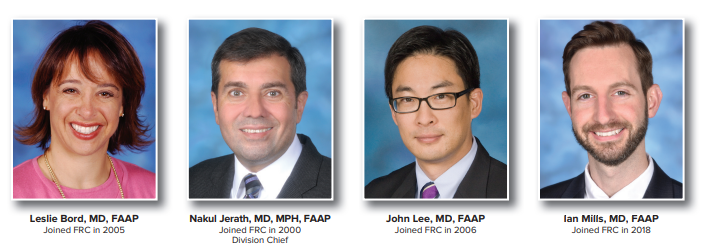 Leslie Bord, MD, FAAP
Joined FRC in 2005
Nakul Jerath, MD, MPH, FAAP
Joined FRC in 2000
Division Chief
John Lee, MD, FAAP
Joined FRC in 2006
Ian Mills, MD, FAAP
Joined FRC in 2018